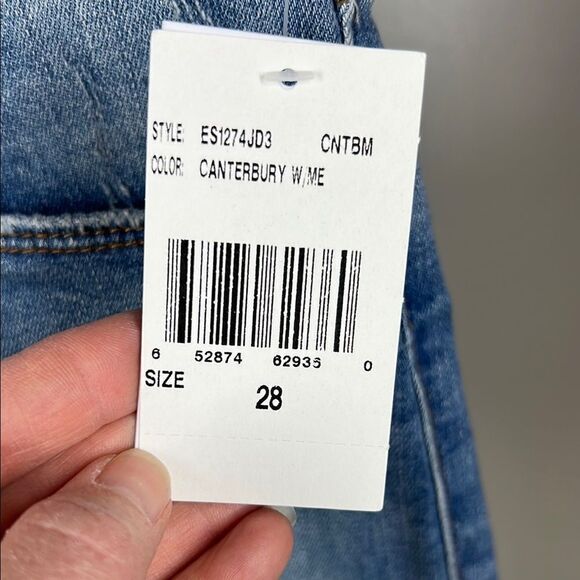 STYLE: ES1274JD3 CNTBM
COLOR: CANTERBURY W/ME
6 52874 62936 0
SIZE 28